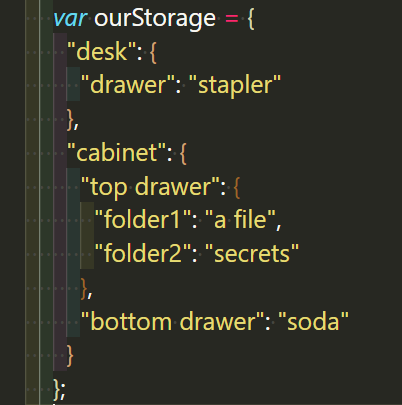 var ourStorage = {
"desk": {
"drawer": "stapler"
},
"cabinet": {
"top drawer": {
"folder1": "a file",
"folder2": "secrets"
},
"bottom drawer": "soda"
}
};